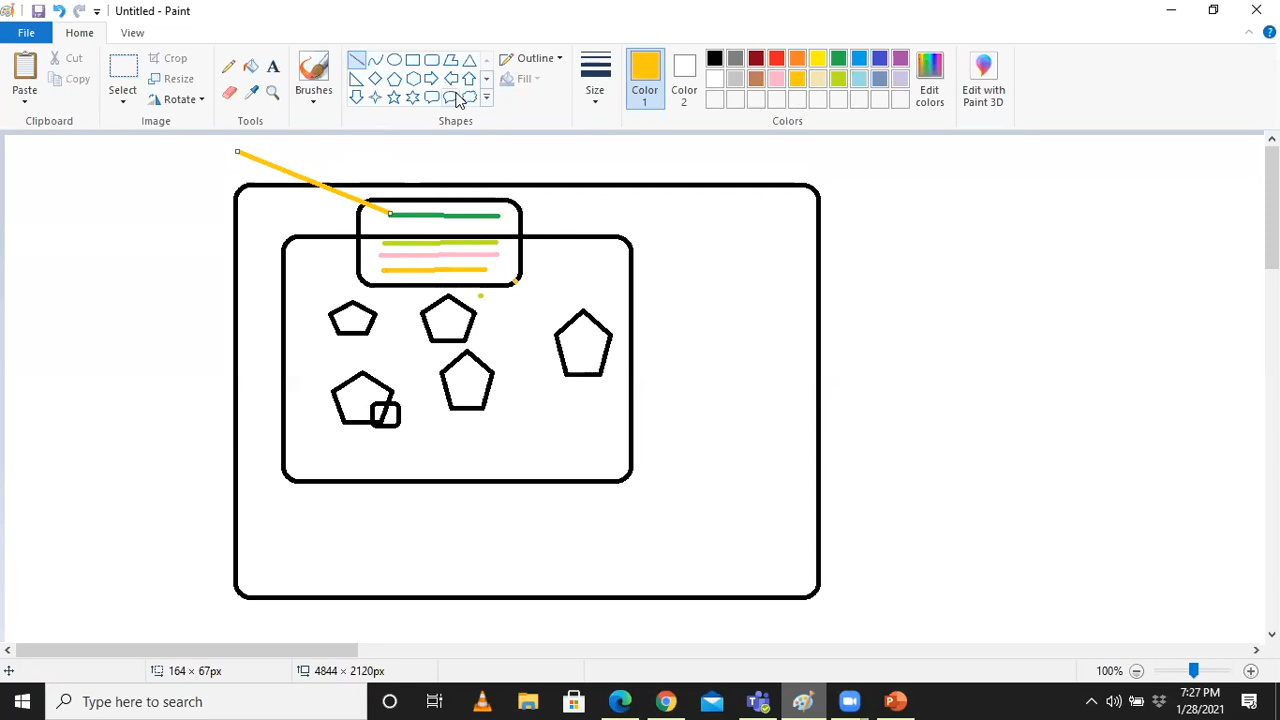 Untitled - Paint
File
Home
View
Paste
Cut
Copy
Clipboard
Select
Crop
Resize
Rotate
Image
A
Tools
Brushes
Shapes
Outline
Fill
Size
Color 1
Color 2
Colors
Edit colors
Edit with Paint 3D
164 × 67px
4844 × 2120px
100%
Type here to search
7:27 PM
1/28/2021